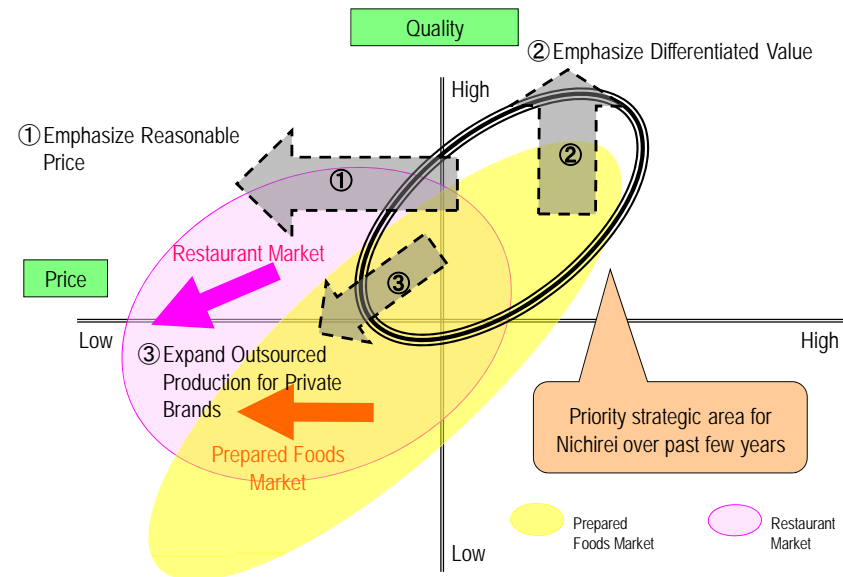 Quality
②Emphasize Differentiated Value
High
①Emphasize Reasonable
Price
①
②
Restaurant Market
③
Price
Low
High
③Expand Outsourced
Production for Private
Brands
Priority strategic area for
Nichirei over past few years
Prepared Foods
Market
Prepared
Foods Market
Restaurant
Market
Low